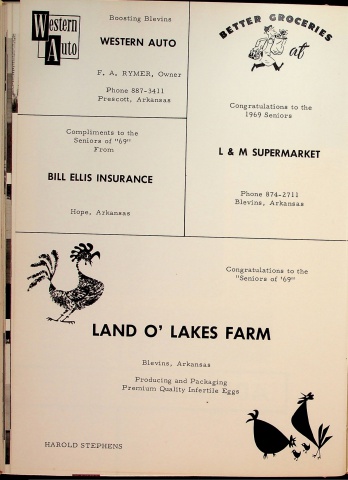 Western
Auto
Boosting Blevins
WESTERN AUTO
F. A. RYMER, Owner
Phone 887-3411
Prescott, Arkansas
BETTER GROCERIES
at
Congratulations to the
1969 Seniors
L & M SUPERMARKET
Phone 874-2711
Blevins, Arkansas
Compliments to the
Seniors of "69"
From
BILL ELLIS INSURANCE
Hope, Arkansas
Congratulations to the
"Seniors of '69"
LAND O' LAKES FARM
Blevins, Arkansas
Producing and Packaging
Premium Quality Infertile Eggs
HAROLD STEPHENS